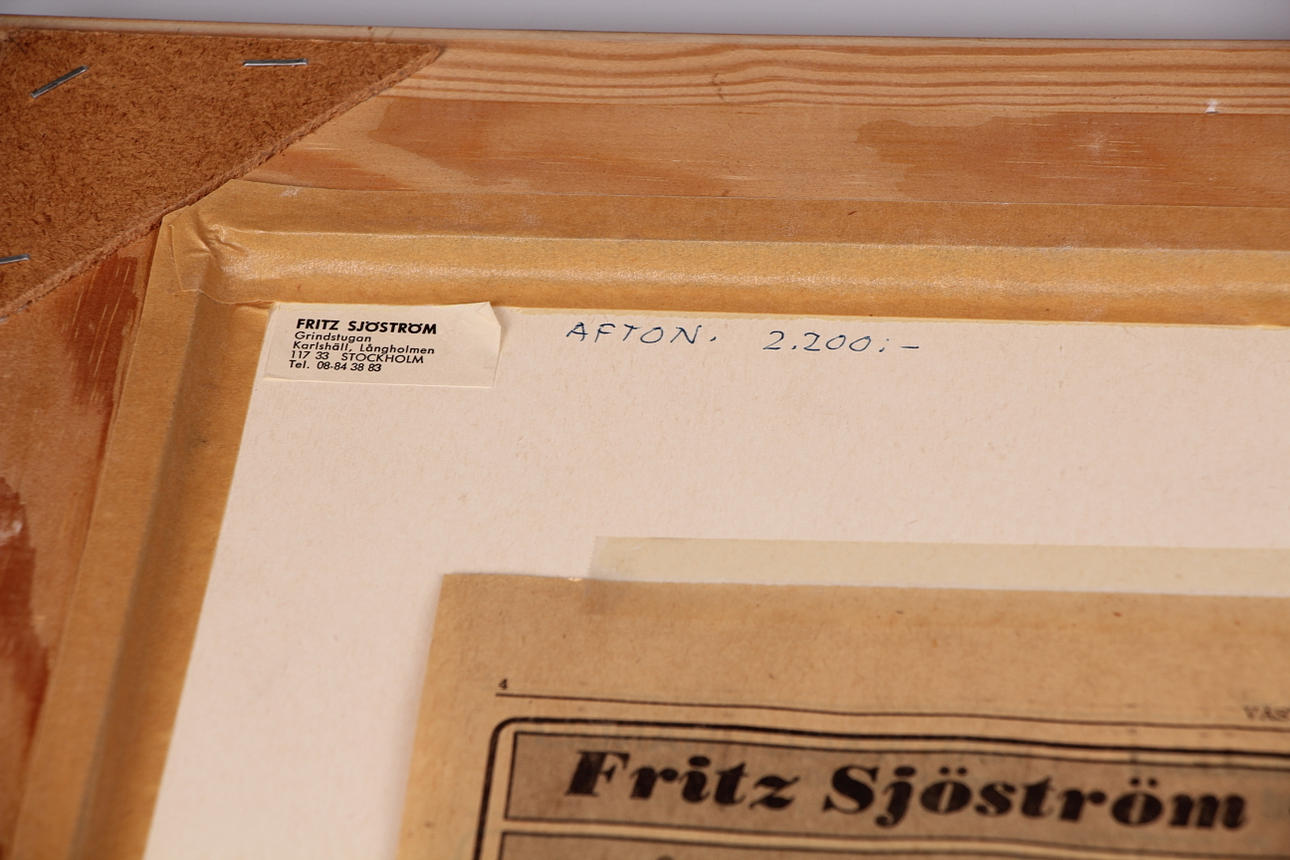 FRITZ SJÖSTRÖM
Grindstugan
Karlshäll, Långholmen
117 33 STOCKHOLM
Tel. 08-84 38 83
AFTON. 2.200:-
4
Fritz Sjöström